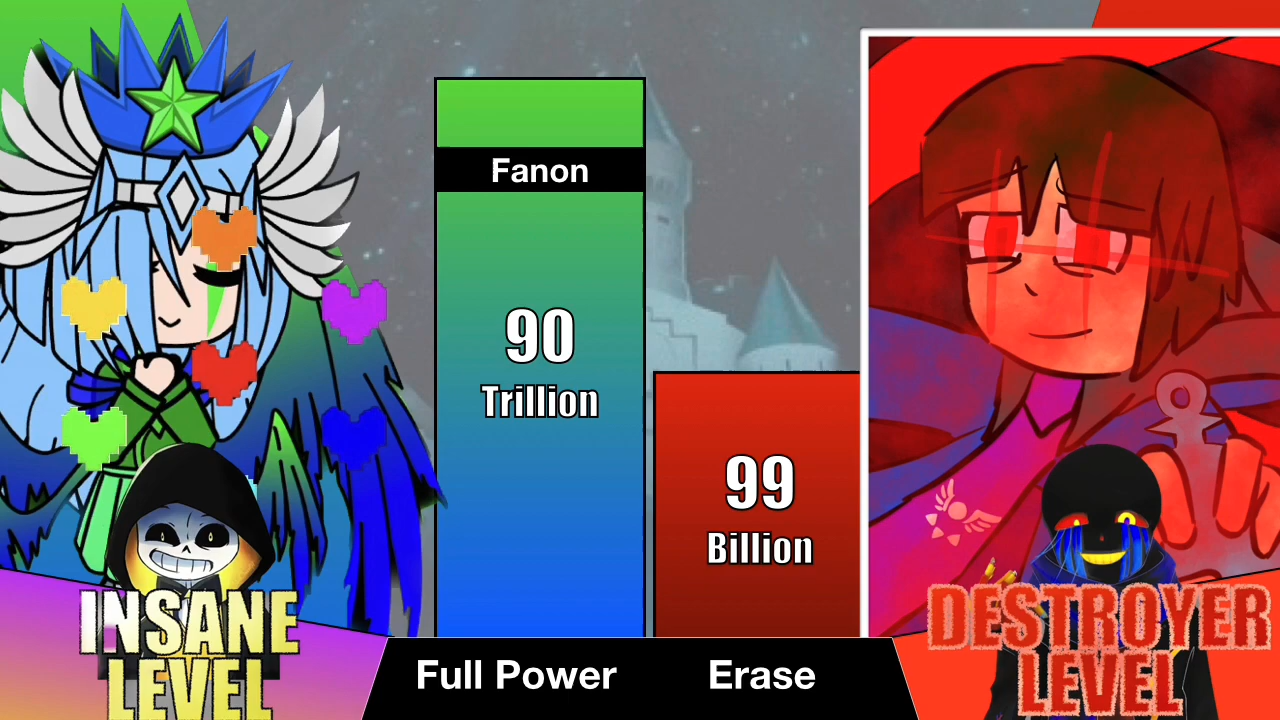 Fanon
90
Trillion
99
Billion
INSANE
LEVEL
Full Power
Erase
DESTROYER
LEVEL